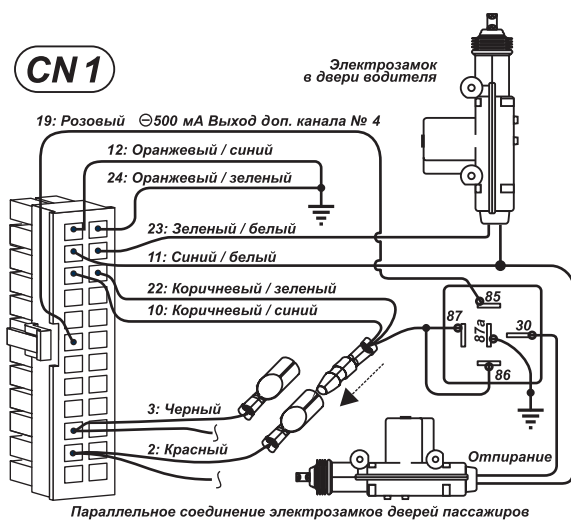 CN 1
Электрозамок
в двери водителя
19: Розовый ⊖500 мА Выход доп. канала № 4
12: Оранжевый / синий
24: Оранжевый / зеленый
23: Зеленый / белый
11: Синий / белый
22: Коричневый / зеленый
10: Коричневый / синий
85
87
87a
30
86
3: Черный
2: Красный
Отпирание
Параллельное соединение электрозамков дверей пассажиров